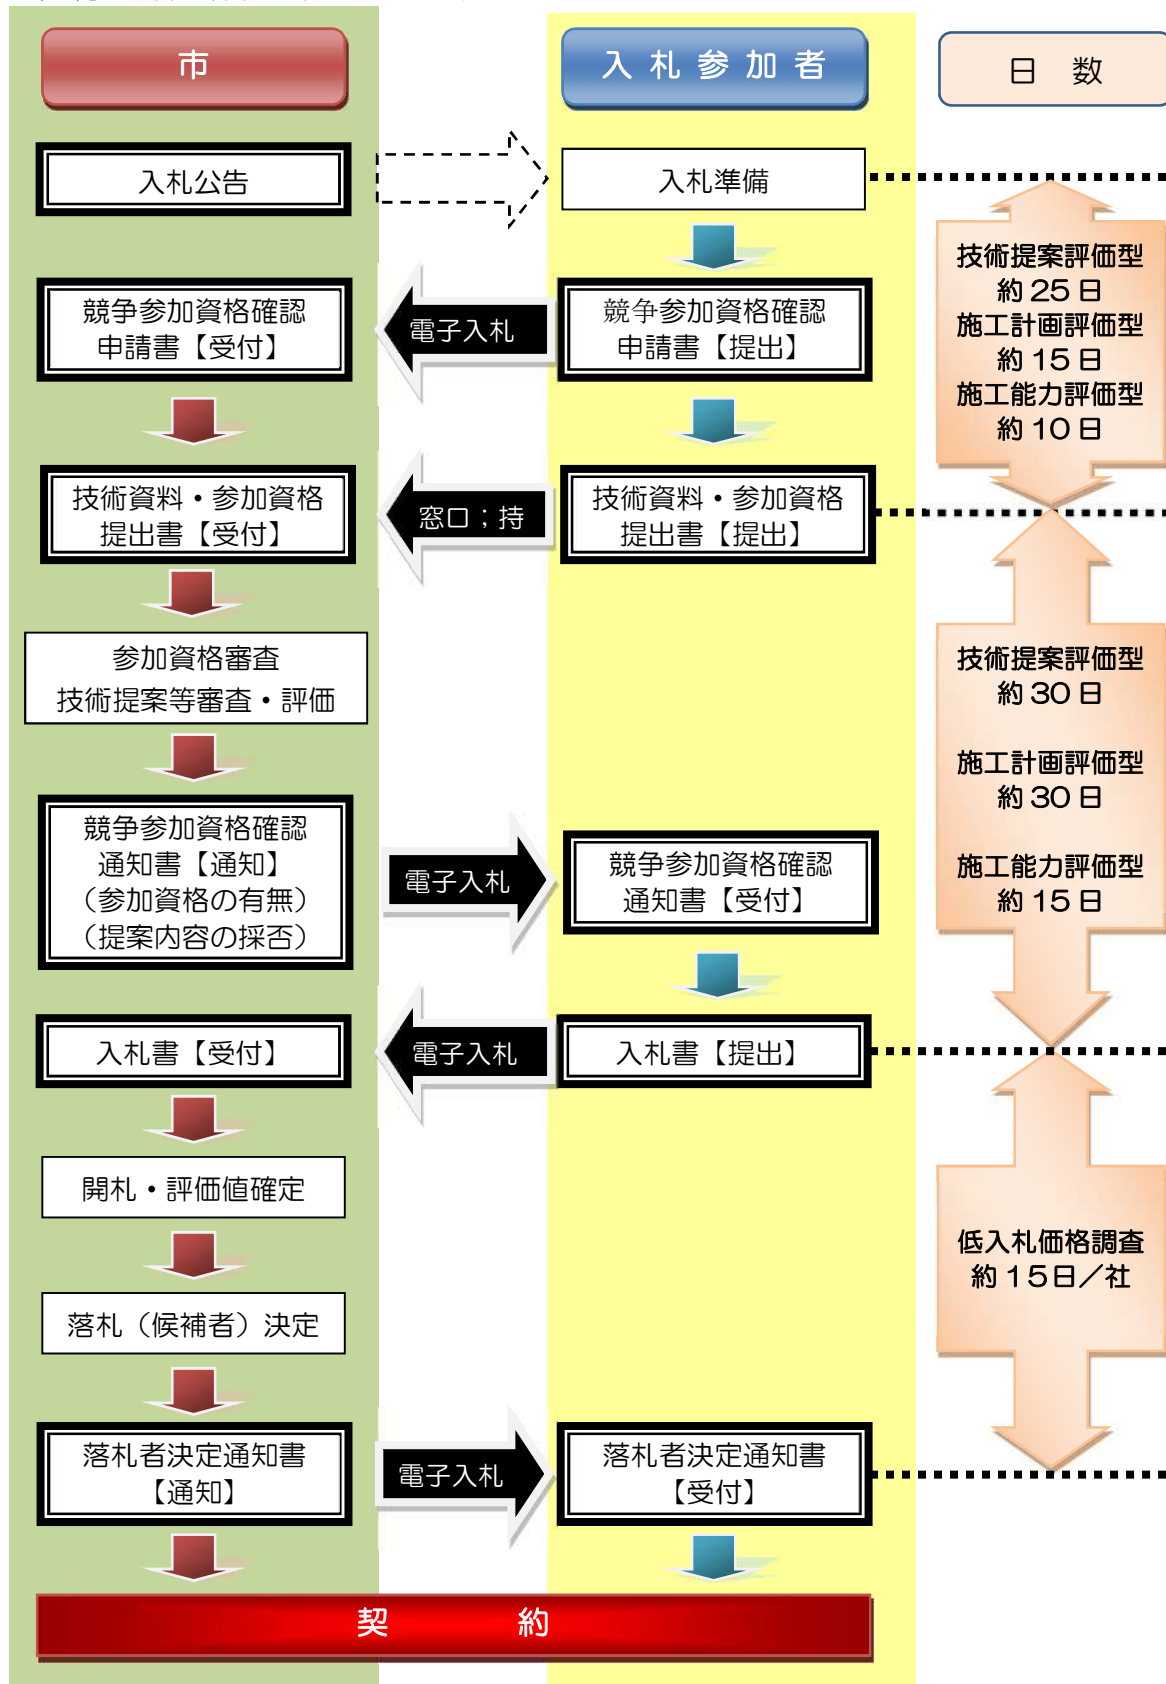 市
入札参加者
日 数
入札公告
入札準備
競争参加資格確認
申請書【受付】
電子入札
競争参加資格確認
申請書【提出】
技術提案評価型
約25日
施工計画評価型
約15日
施工能力評価型
約10日
技術資料・参加資格
提出書【受付】
窓口；持
技術資料・参加資格
提出書【提出】
参加資格審査
技術提案等審査・評価
技術提案評価型
約30日
施工計画評価型
約30日
施工能力評価型
約15日
競争参加資格確認
通知書【通知】
（参加資格の有無）
（提案内容の採否）
電子入札
競争参加資格確認
通知書【受付】
入札書【受付】
電子入札
入札書【提出】
開札・評価値確定
低入札価格調査
約15日／社
落札（候補者）決定
落札者決定通知書
【通知】
電子入札
落札者決定通知書
【受付】
契 約